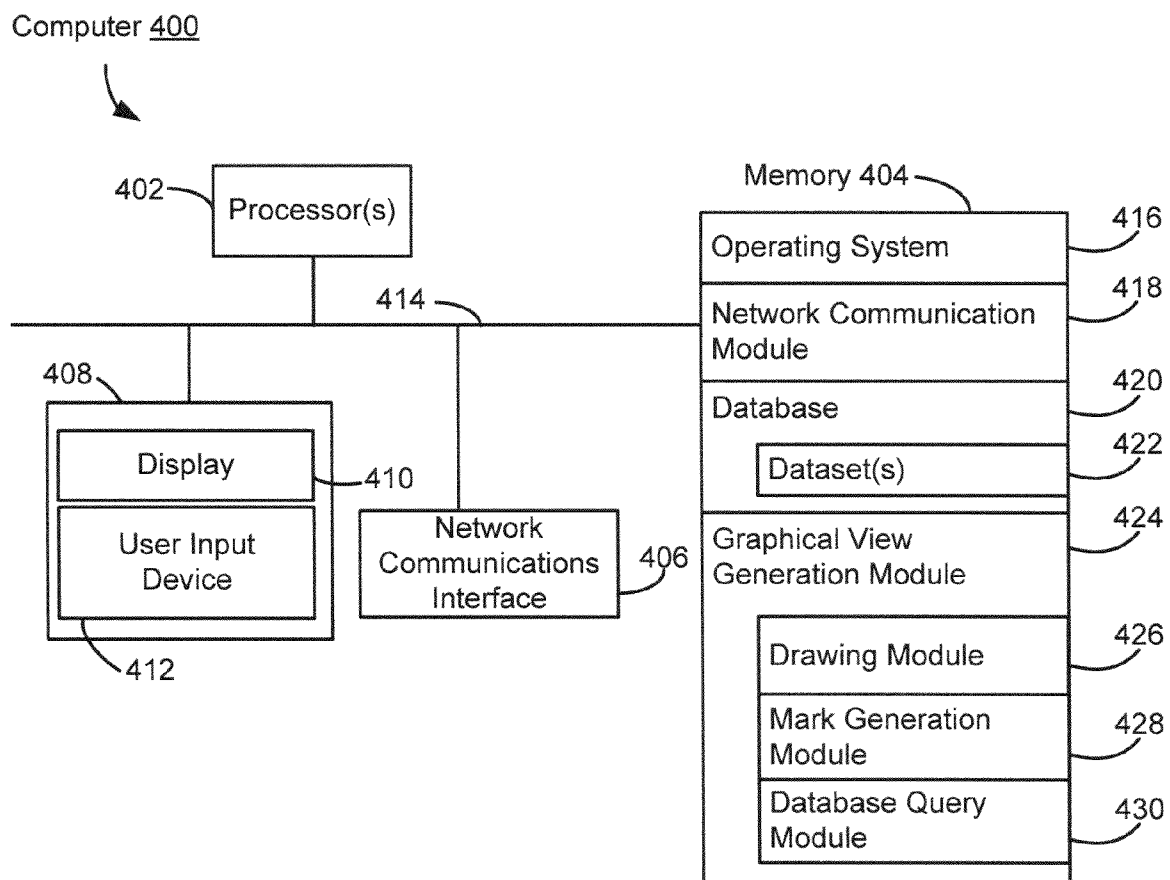 Computer 400
402
Processor(s)
Memory 404
Operating System
416
414
Network Communication
Module
418
408
Database
420
Display
410
Dataset(s)
422
User Input
Device
412
Network
Communications
Interface
406
Graphical View
Generation Module
424
Drawing Module
426
Mark Generation
Module
428
Database Query
Module
430